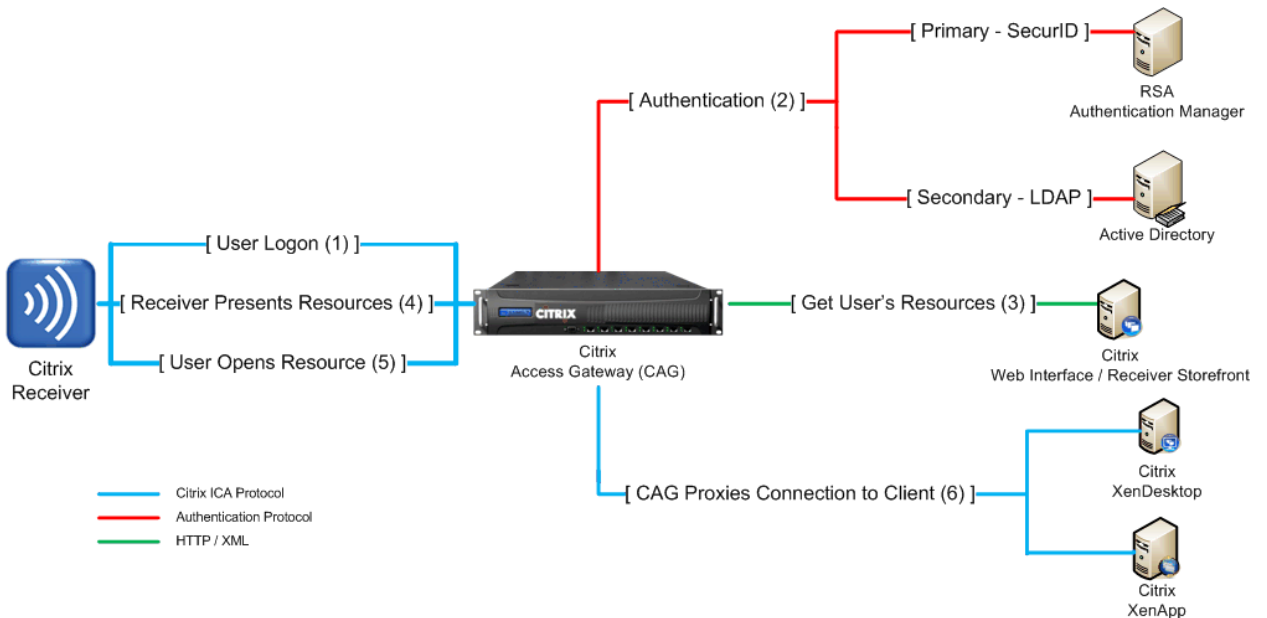 [ Primary - SecurID ]
RSA
Authentication Manager
[ Authentication (2) ]
[ Secondary - LDAP ]
Active Directory
[ User Logon (1) ]
[ Receiver Presents Resources (4) ]
[ User Opens Resource (5) ]
Citrix
Receiver
CITRIX
Citrix
Access Gateway (CAG)
[ Get User's Resources (3) ]
Citrix
Web Interface / Receiver Storefront
[ CAG Proxies Connection to Client (6) ]
Citrix
XenDesktop
Citrix
XenApp
Citrix ICA Protocol
Authentication Protocol
HTTP / XML